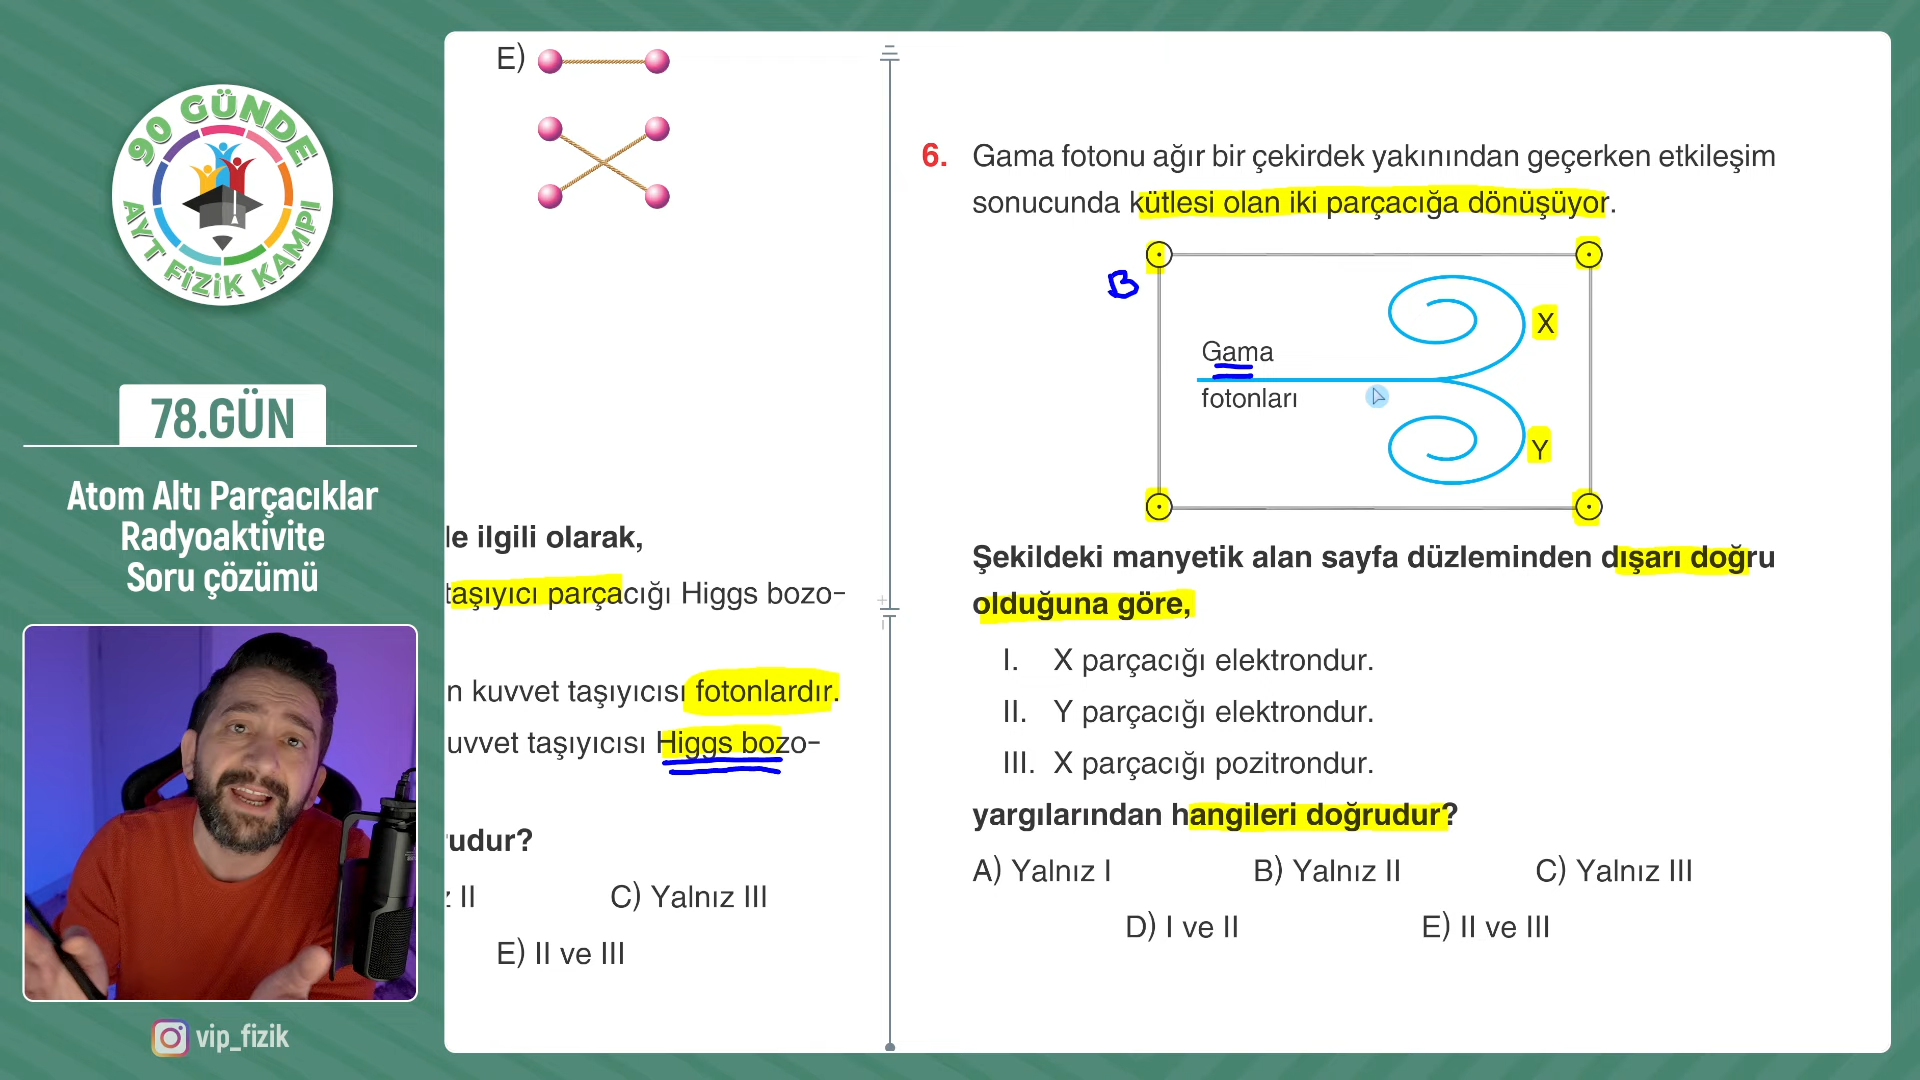 90 GÜNDE
AYT FİZİK KAMPI
78.GÜN
Atom Altı Parçacıklar
Radyoaktivite
Soru çözümü
vip_fizik
E)
le ilgili olarak,
taşıyıcı parçacığı Higgs bozo-
n kuvvet taşıyıcısı fotonlardır.
uvvet taşıyıcısı Higgs bozo-
udur?
II
C) Yalnız III
E) II ve III
6. Gama fotonu ağır bir çekirdek yakınından geçerken etkileşim
sonucunda kütlesi olan iki parçacığa dönüşüyor.
B
X
Gama
fotonları
Y
Şekildeki manyetik alan sayfa düzleminden dışarı doğru
olduğuna göre,
I. X parçacığı elektrondur.
II. Y parçacığı elektrondur.
III. X parçacığı pozitrondur.
yargılarından hangileri doğrudur?
A) Yalnız I
B) Yalnız II
C) Yalnız III
D) I ve II
E) II ve III